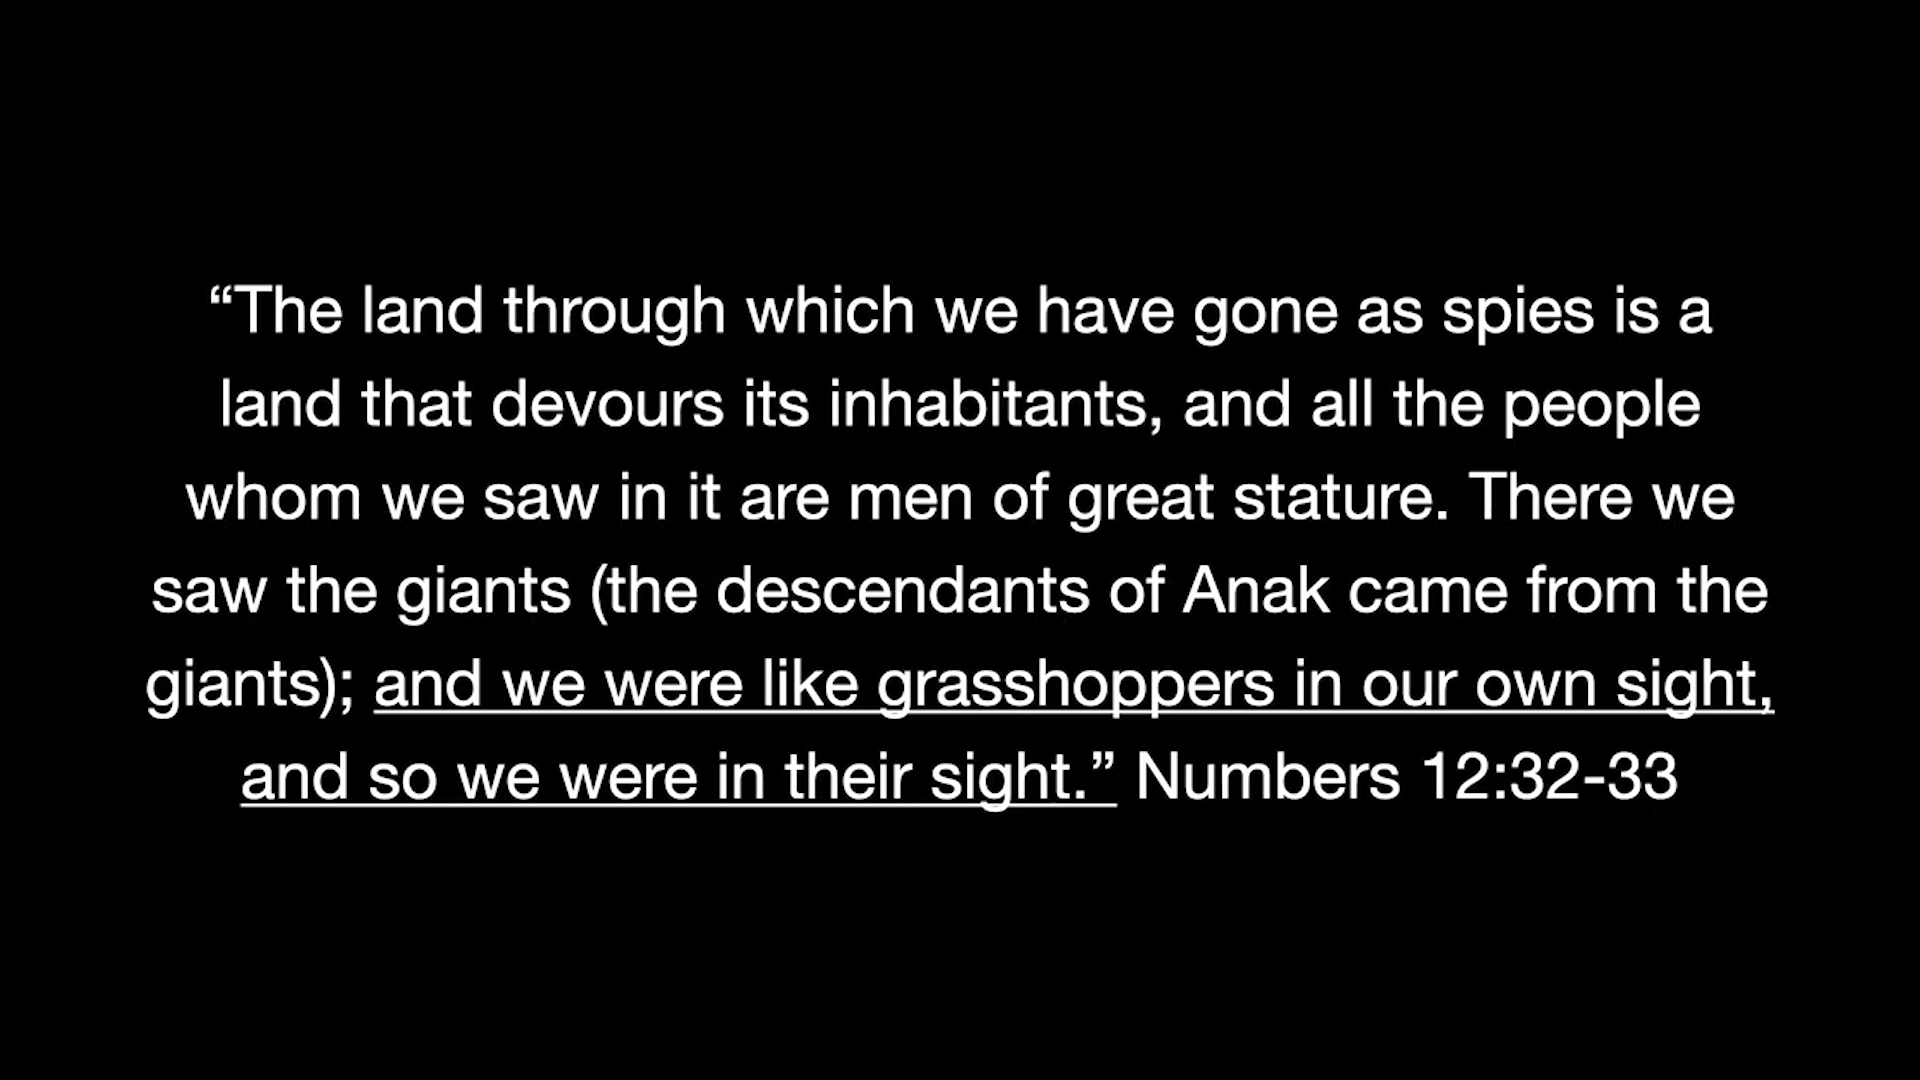 “The land through which we have gone as spies is a
land that devours its inhabitants, and all the people
whom we saw in it are men of great stature. There we
saw the giants (the descendants of Anak came from the
giants); and we were like grasshoppers in our own sight,
and so we were in their sight.” Numbers 12:32-33